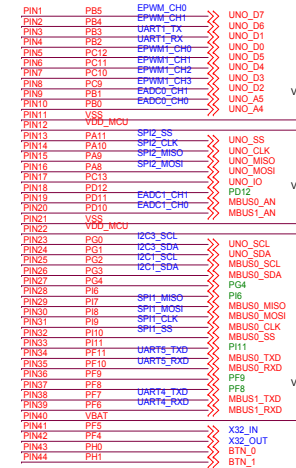 PIN1 PB5 EPWM_CH0 UNO_D7
PIN2 PB4 EPWM_CH1 UNO_D6
PIN3 PB3 UART1_TX UNO_D1
PIN4 PB2 UART1_RX UNO_D0
PIN5 PC12 EPWM1_CH0 UNO_D5
PIN6 PC11 EPWM1_CH1 UNO_D4
PIN7 PC10 EPWM1_CH2 UNO_D3
PIN8 PC9 EPWM1_CH3 UNO_D2
PIN9 PB1 EADC0_CH1 UNO_A5
PIN10 PB0 EADC0_CH0 UNO_A4
PIN11 VSS
PIN12 VDD_MCU
PIN13 PA11 SPI2_SS UNO_SS
PIN14 PA10 SPI2_CLK UNO_CLK
PIN15 PA9 SPI2_MISO UNO_MISO
PIN16 PA8 SPI2_MOSI UNO_MOSI
PIN17 PC13 UNO_IO
PIN18 PD12 PD12
PIN19 PD11 EADC1_CH1 MBUS0_AN
PIN20 PD10 EADC1_CH0 MBUS1_AN
PIN21 VSS
PIN22 VDD_MCU
PIN23 PG0 I2C3_SCL UNO_SCL
PIN24 PG1 I2C3_SDA UNO_SDA
PIN25 PG2 I2C1_SCL MBUS0_SCL
PIN26 PG3 I2C1_SDA MBUS0_SDA
PIN27 PG4 PG4
PIN28 PI6 PI6
PIN29 PI7 SPI1_MISO MBUS0_MISO
PIN30 PI8 SPI1_MOSI MBUS0_MOSI
PIN31 PI9 SPI1_CLK MBUS0_CLK
PIN32 PI10 SPI1_SS MBUS0_SS
PIN33 PI11 PI11
PIN34 PF11 UART5_TXD MBUS0_TXD
PIN35 PF10 UART5_RXD MBUS0_RXD
PIN36 PF9 PF9
PIN37 PF8 PF8
PIN38 PF7 UART4_TXD MBUS1_TXD
PIN39 PF6 UART4_RXD MBUS1_RXD
PIN40 VBAT
PIN41 PF5 X32_IN
PIN42 PF4 X32_OUT
PIN43 PH0 BTN_0
PIN44 PH1 BTN_1